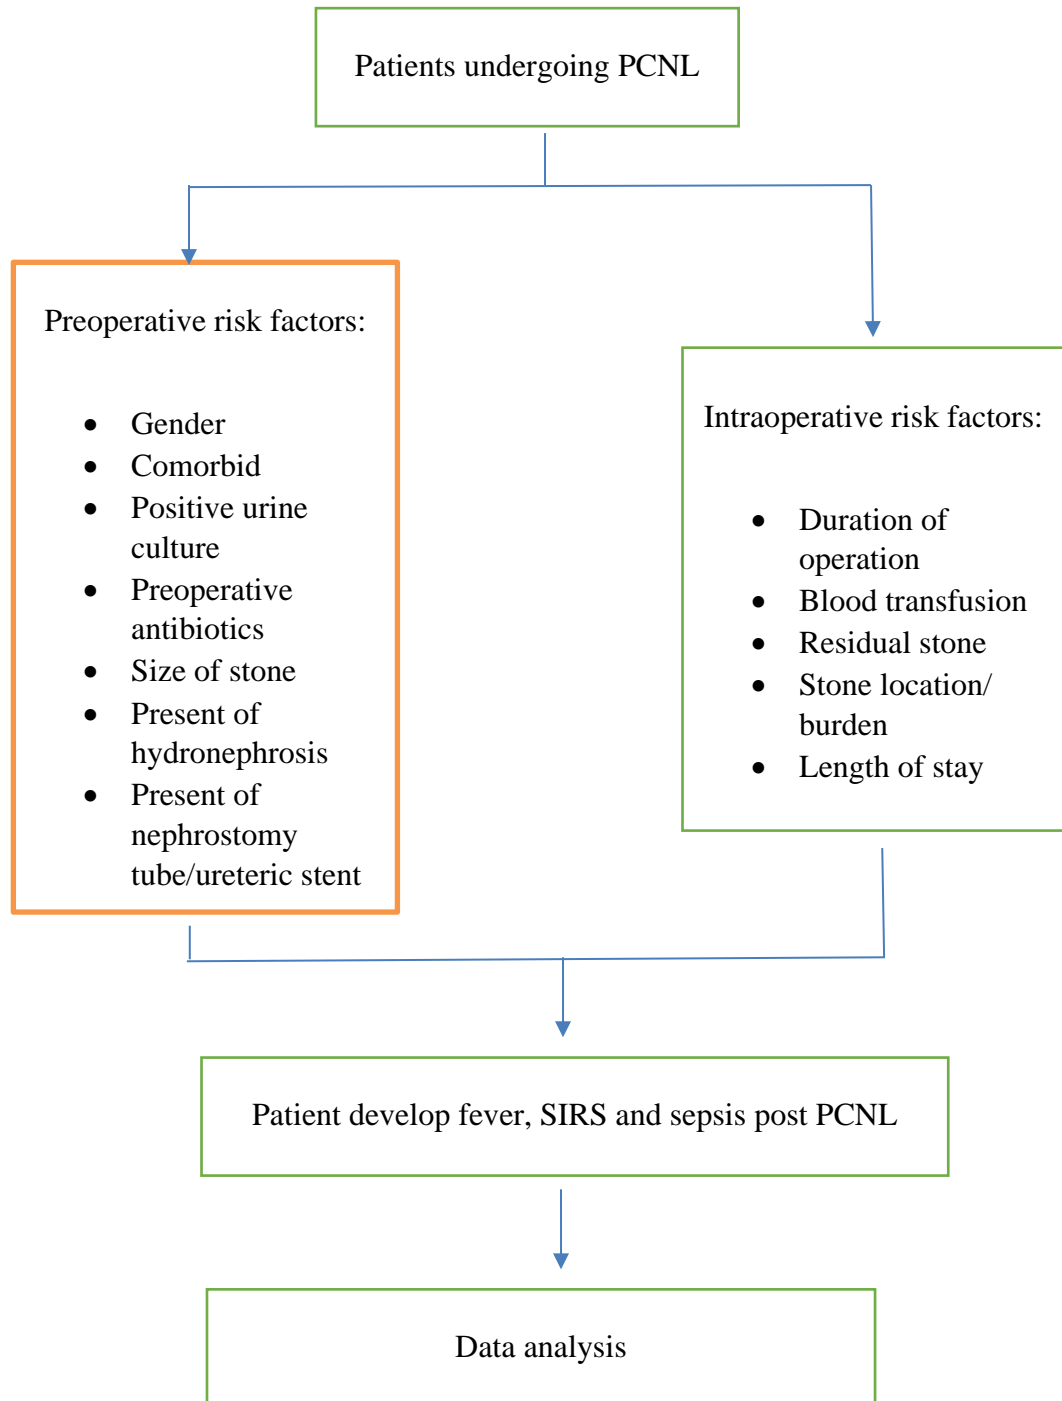 Patients undergoing PCNL
Preoperative risk factors:
• Gender
• Comorbid
• Positive urine
culture
• Preoperative
antibiotics
• Size of stone
• Present of
hydronephrosis
• Present of
nephrostomy
tube/ureteric stent
Intraoperative risk factors:
• Duration of
operation
• Blood transfusion
• Residual stone
• Stone location/
burden
• Length of stay
Patient develop fever, SIRS and sepsis post PCNL
Data analysis